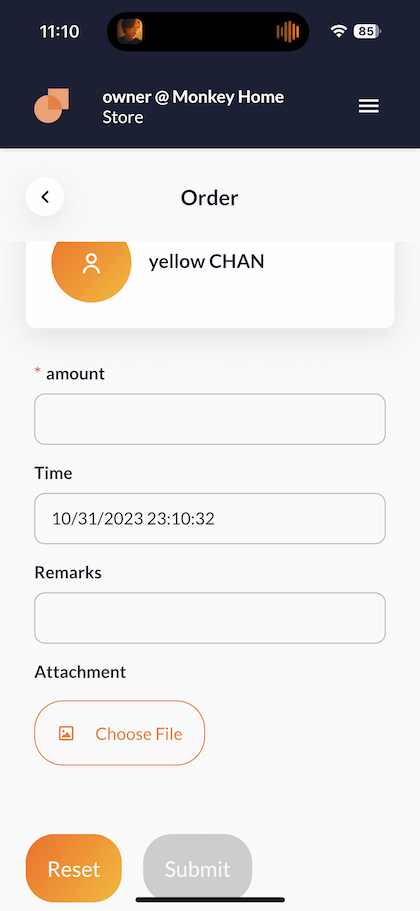 11:10
85
owner @ Monkey Home
Store
Order
yellow CHAN
* amount
Time
10/31/2023 23:10:32
Remarks
Attachment
Choose File
Reset
Submit